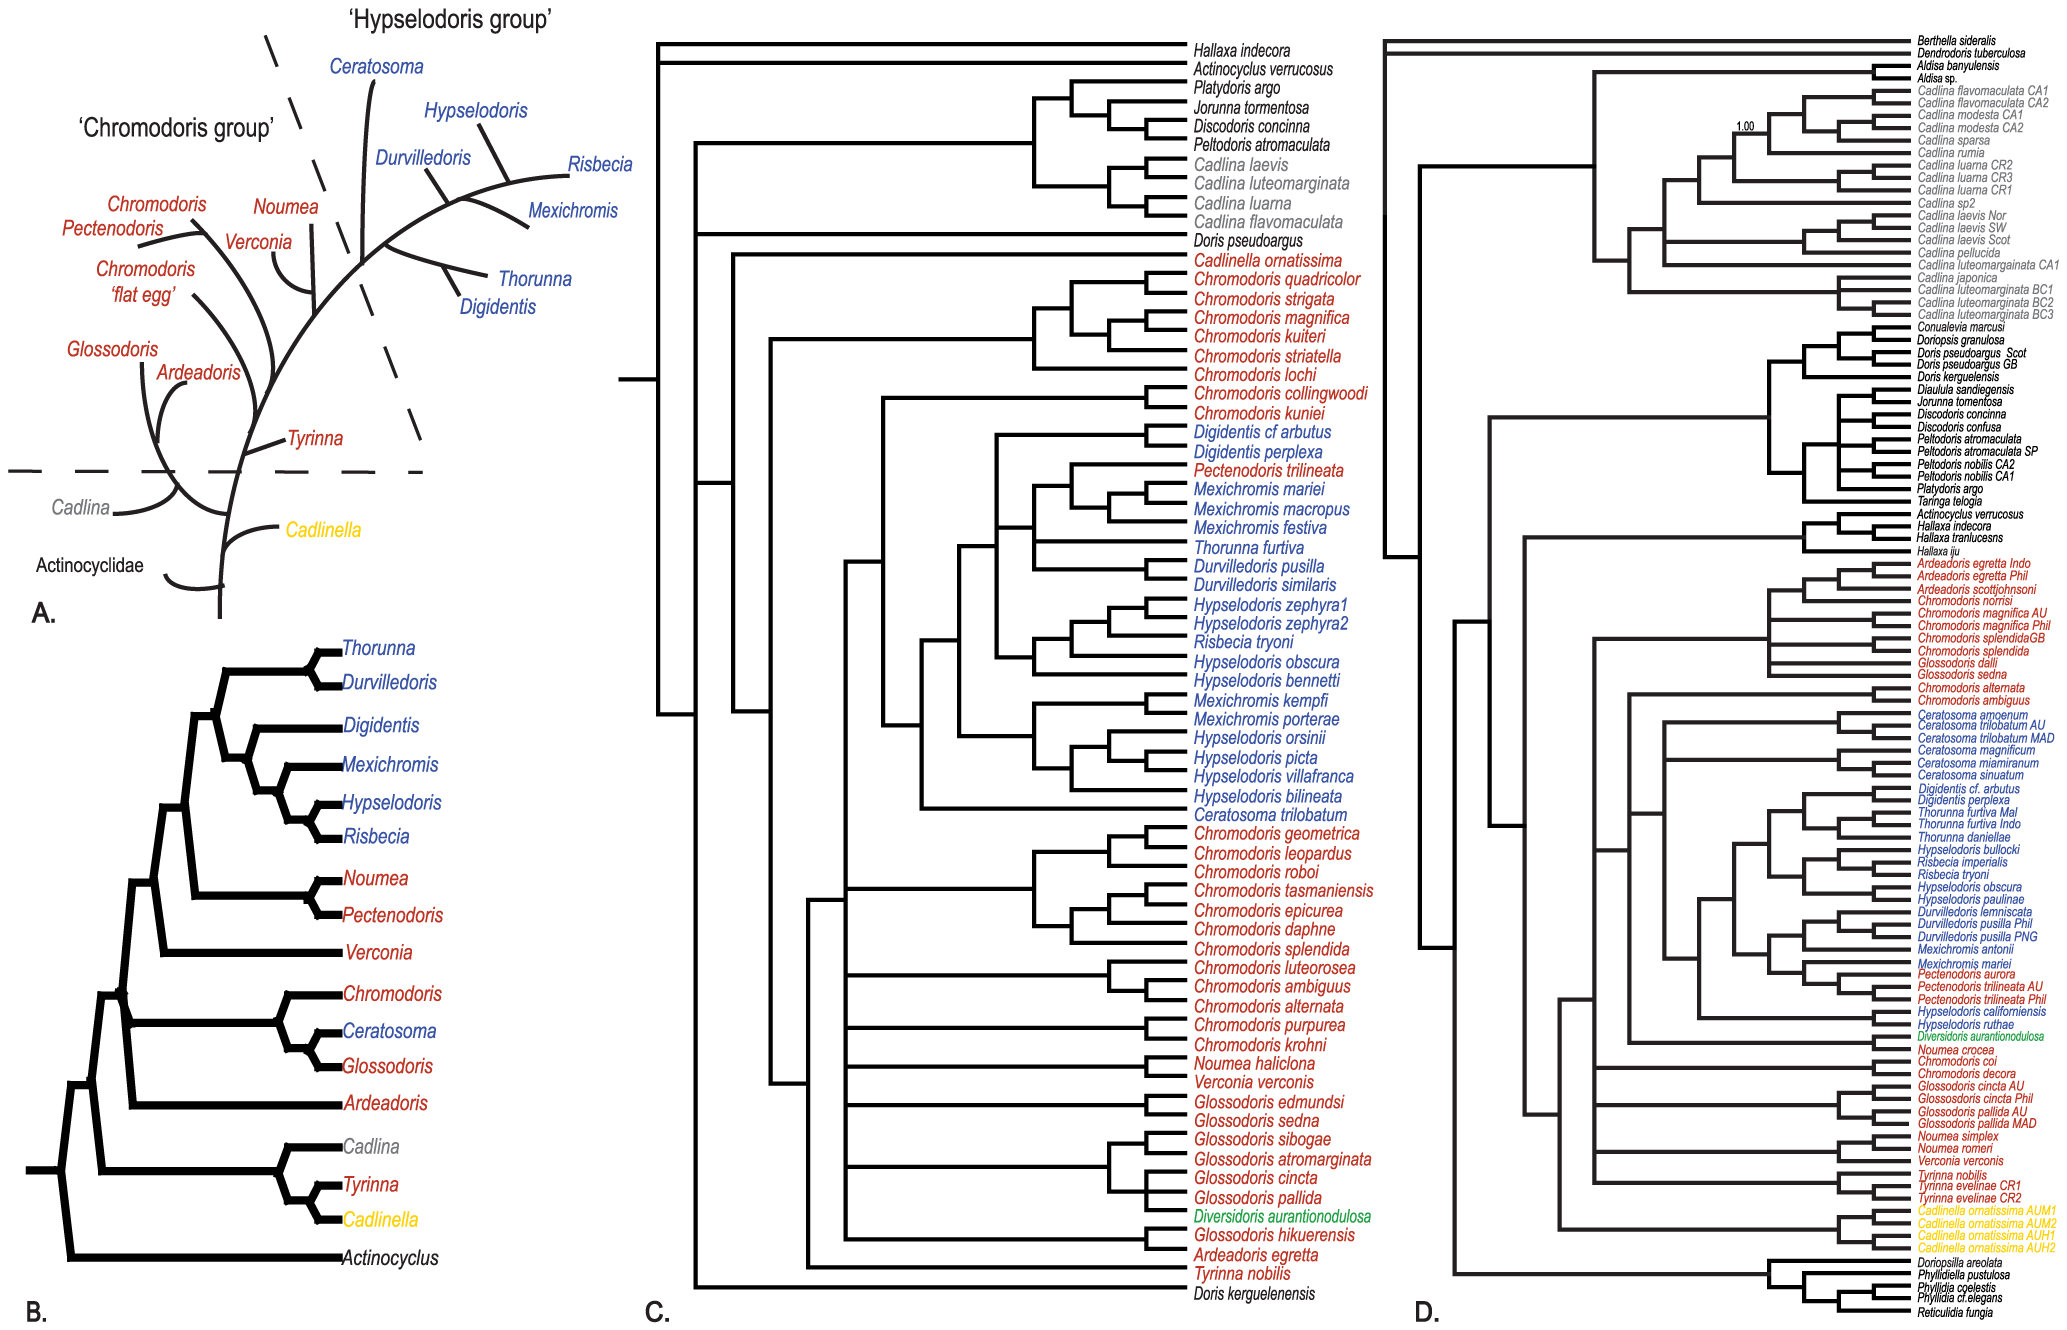 ‘Hypselodoris group’
Ceratosoma
‘Chromodoris group’
Hypselodoris
Durvilledoris
Risbecia
Chromodoris
Noumea
Mexichromis
Pectenodoris
Verconia
Chromodoris
‘flat egg’
Thorunna
Digidentis
Glossodoris
Ardeadoris
Tyrinna
Cadlina
Cadlinella
Actinocyclidae
A.
Thorunna
Durvilledoris
Digidentis
Mexichromis
Hypselodoris
Risbecia
Noumea
Pectenodoris
Verconia
Chromodoris
Ceratosoma
Glossodoris
Ardeadoris
Cadlina
Tyrinna
Cadlinella
Actinocyclus
B.
Hallaxa indecora
Actinocyclus verrucosus
Platydoris argo
Jorunna tormentosa
Discodoris concinna
Peltodoris atromaculata
Cadlina laevis
Cadlina luteomarginata
Cadlina luarna
Cadlina flavomaculata
Doris pseudoargus
Cadlinella ornatissima
Chromodoris quadricolor
Chromodoris strigata
Chromodoris magnifica
Chromodoris kuiteri
Chromodoris striatella
Chromodoris lochi
Chromodoris collingwoodi
Chromodoris kuniei
Digidentis cf arbutus
Digidentis perplexa
Pectenodoris trilineata
Mexichromis mariei
Mexichromis macropus
Mexichromis festiva
Thorunna furtiva
Durvilledoris pusilla
Durvilledoris similaris
Hypselodoris zephyra1
Hypselodoris zephyra2
Risbecia tryoni
Hypselodoris obscura
Hypselodoris bennetti
Mexichromis kempfi
Mexichromis porterae
Hypselodoris orsinii
Hypselodoris picta
Hypselodoris villafranca
Hypselodoris bilineata
Ceratosoma trilobatum
Chromodoris geometrica
Chromodoris leopardus
Chromodoris roboi
Chromodoris tasmaniensis
Chromodoris epicurea
Chromodoris daphne
Chromodoris splendida
Chromodoris luteorosea
Chromodoris ambiguus
Chromodoris alternata
Chromodoris purpurea
Chromodoris krohni
Noumea haliclona
Verconia verconis
Glossodoris edmundsi
Glossodoris sedna
Glossodoris sibogae
Glossodoris atromarginata
Glossodoris cincta
Glossodoris pallida
Diversidoris aurantionodulosa
Glossodoris hikuerensis
Ardeadoris egretta
Tyrinna nobilis
Doris kerguelenensis
C.
Berthella sideralis
Dendrodoris tuberculosa
Aldisa banyulensis
Aldisa sp.
Cadlina flavomaculata CA1
Cadlina flavomaculata CA2
Cadlina modesta CA1
1.00
Cadlina modesta CA2
Cadlina sparsa
Cadlina rumia
Cadlina luarna CR2
Cadlina luarna CR3
Cadlina luarna CR1
Cadlina sp2
Cadlina laevis Nor
Cadlina laevis SW
Cadlina laevis Scot
Cadlina pellucida
Cadlina luteomargainata CA1
Cadlina japonica
Cadlina luteomarginata BC1
Cadlina luteomarginata BC2
Cadlina luteomarginata BC3
Conualevia marcusi
Doriopsis granulosa
Doris pseudoargus Scot
Doris pseudoargus GB
Doris kerguelensis
Diaulula sandiegensis
Jorunna tomentosa
Discodoris concinna
Discodoris confusa
Peltodoris atromaculata
Peltodoris atromaculata SP
Peltodoris nobilis CA2
Peltodoris nobilis CA1
Platydoris argo
Taringa telogia
Actinocyclus verrucosus
Hallaxa indecora
Hallaxa tranlucesns
Hallaxa iju
Ardeadoris egretta Indo
Ardeadoris egretta Phil
Ardeadoris scottjohnsoni
Chromodoris norrisi
Chromodoris magnifica AU
Chromodoris magnifica Phil
Chromodoris splendidaGB
Chromodoris splendida
Glossodoris dalli
Glossodoris sedna
Chromodoris alternata
Chromodoris ambiguus
Ceratosoma amoenum
Ceratosoma trilobatum AU
Ceratosoma trilobatum MAD
Ceratosoma magnificum
Ceratosoma miamiranum
Ceratosoma sinuatum
Digidentis cf. arbutus
Digidentis perplexa
Thorunna furtiva Mal
Thorunna furtiva Indo
Thorunna daniellae
Hypselodoris bullocki
Risbecia imperialis
Risbecia tryoni
Hypselodoris obscura
Hypselodoris paulinae
Durvilledoris lemniscata
Durvilledoris pusilla Phil
Durvilledoris pusilla PNG
Mexichromis antonii
Mexichromis mariei
Pectenodoris aurora
Pectenodoris trilineata AU
Pectenodoris trilineata Phil
Hypselodoris californiensis
Hypselodoris ruthae
Diversidoris aurantionodulosa
Noumea crocea
Chromodoris coi
Chromodoris decora
Glossodoris cincta AU
Glossosdoris cincta Phil
Glossodoris pallida AU
Glossodoris pallida MAD
Noumea simplex
Noumea romeri
Verconia verconis
Tyrinna nobilis
Tyrinna evelinae CR1
Tyrinna evelinae CR2
Cadlinella ornatissima AUM1
Cadlinella ornatissima AUM2
Cadlinella ornatissima AUH1
Cadlinella ornatissima AUH2
Doriopsilla areolata
Phyllidiella pustulosa
Phyllidia coelestis
Phyllidia cf.elegans
Reticulidia fungia
D.